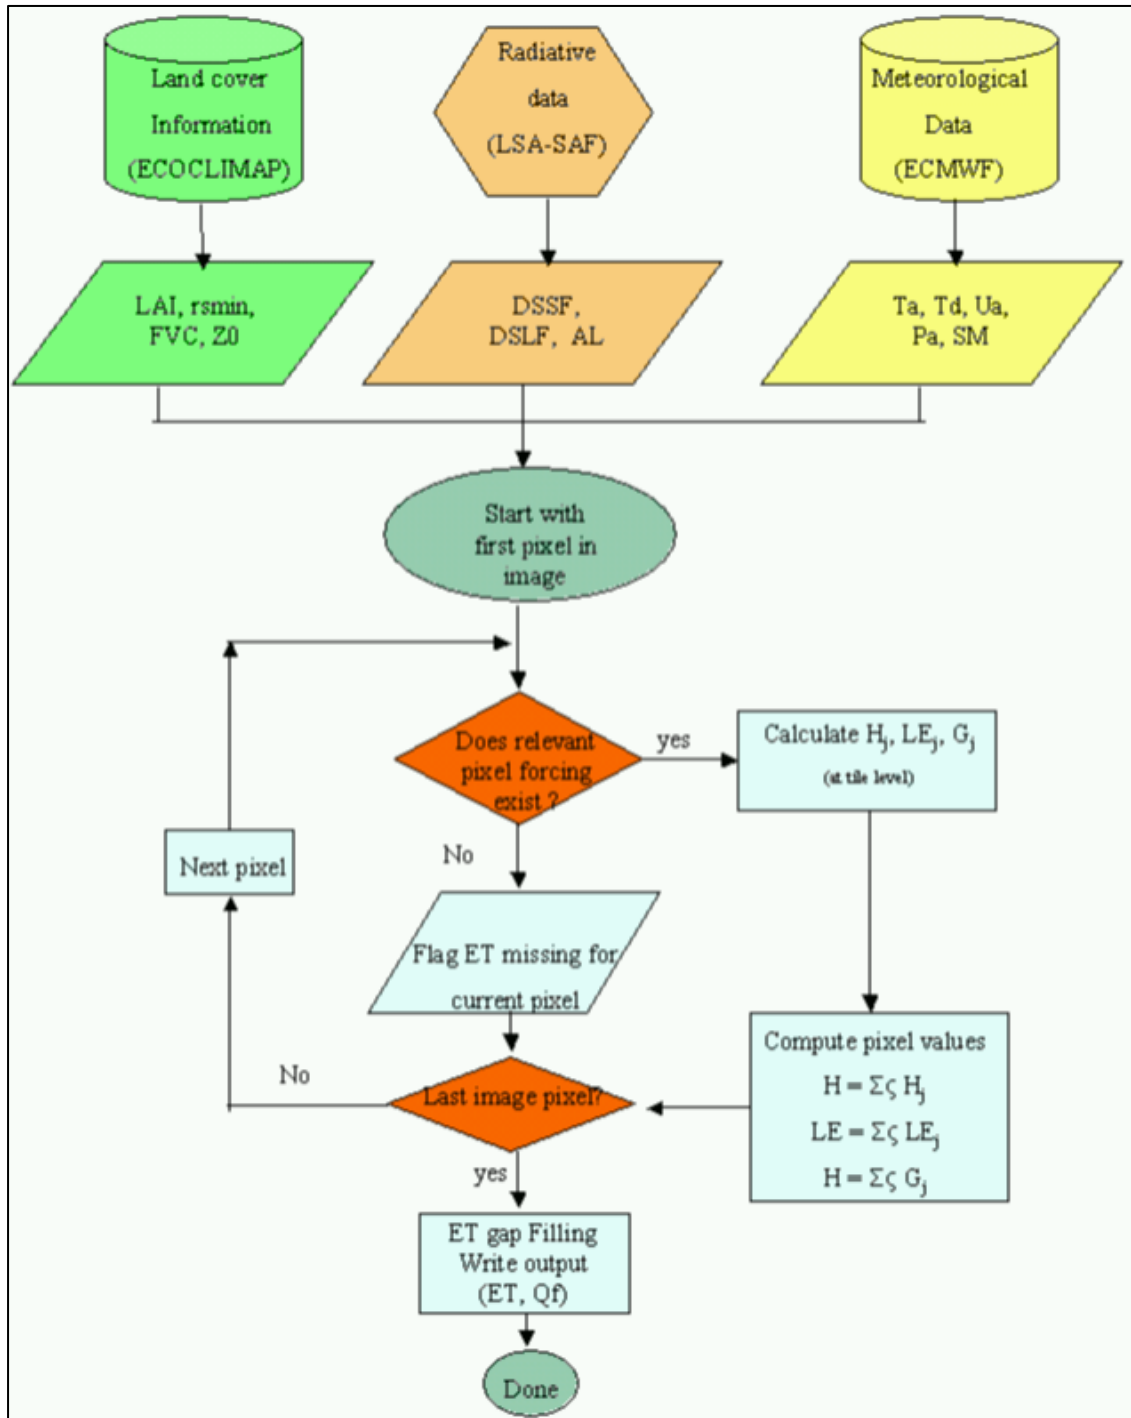 Land cover
Information
(ECOCLIMAP)
Radiative
data
(LSA-SAF)
Meteorological
Data
(ECMWF)
LAI, rsmin,
FVC, Z0
DSSF,
DSLF, AL
Ta, Td, Ua,
Pa, SM
Start with
first pixel in
image
Does relevant
pixel forcing
exist ?
yes
Calculate Hj, LEj, Gj
(at tile level)
No
Next pixel
Flag ET missing for
current pixel
Compute pixel values
H = Σς Hj
LE = Σς LEj
H = Σς Gj
Last image pixel?
No
yes
ET gap Filling
Write output
(ET, Qf)
Done